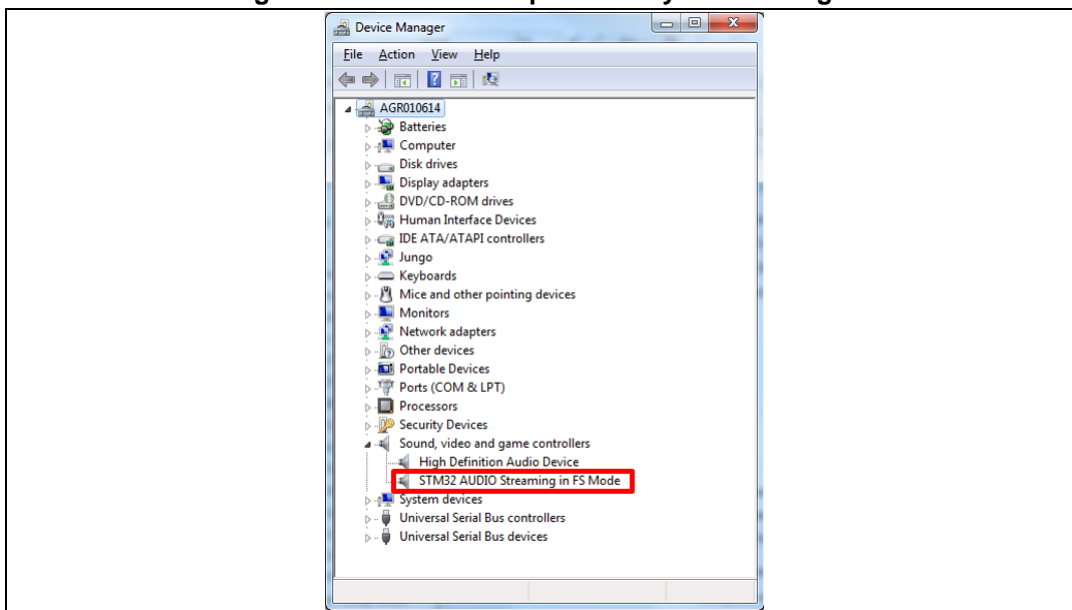 Device Manager
File Action View Help
AGR010614
Batteries
Computer
Disk drives
Display adapters
DVD/CD-ROM drives
Human Interface Devices
IDE ATA/ATAPI controllers
Jungo
Keyboards
Mice and other pointing devices
Monitors
Network adapters
Other devices
Portable Devices
Ports (COM & LPT)
Processors
Security Devices
Sound, video and game controllers
High Definition Audio Device
STM32 AUDIO Streaming in FS Mode
System devices
Universal Serial Bus controllers
Universal Serial Bus devices